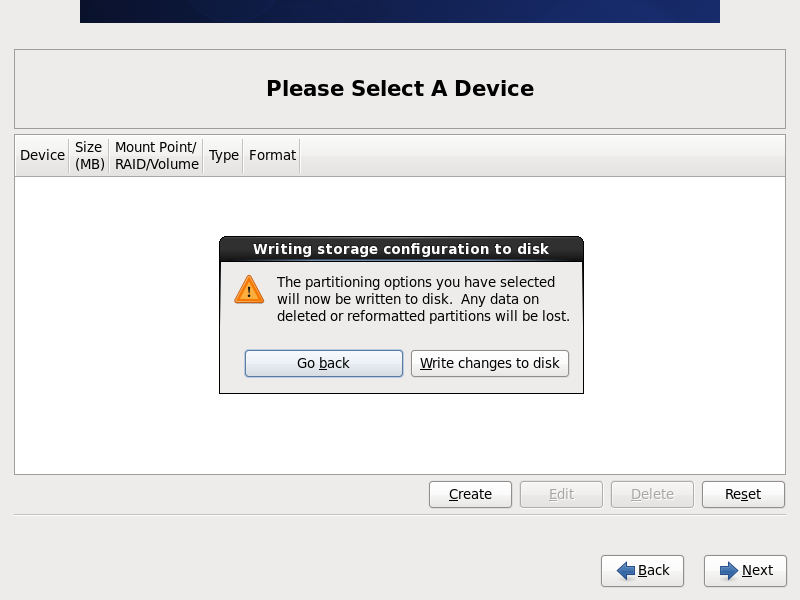 Please Select A Device
Device
Size
(MB)
Mount Point/
RAID/Volume
Type
Format
Writing storage configuration to disk
The partitioning options you have selected
will now be written to disk.  Any data on
deleted or reformatted partitions will be lost.
Go back
Write changes to disk
Create
Edit
Delete
Reset
Back
Next